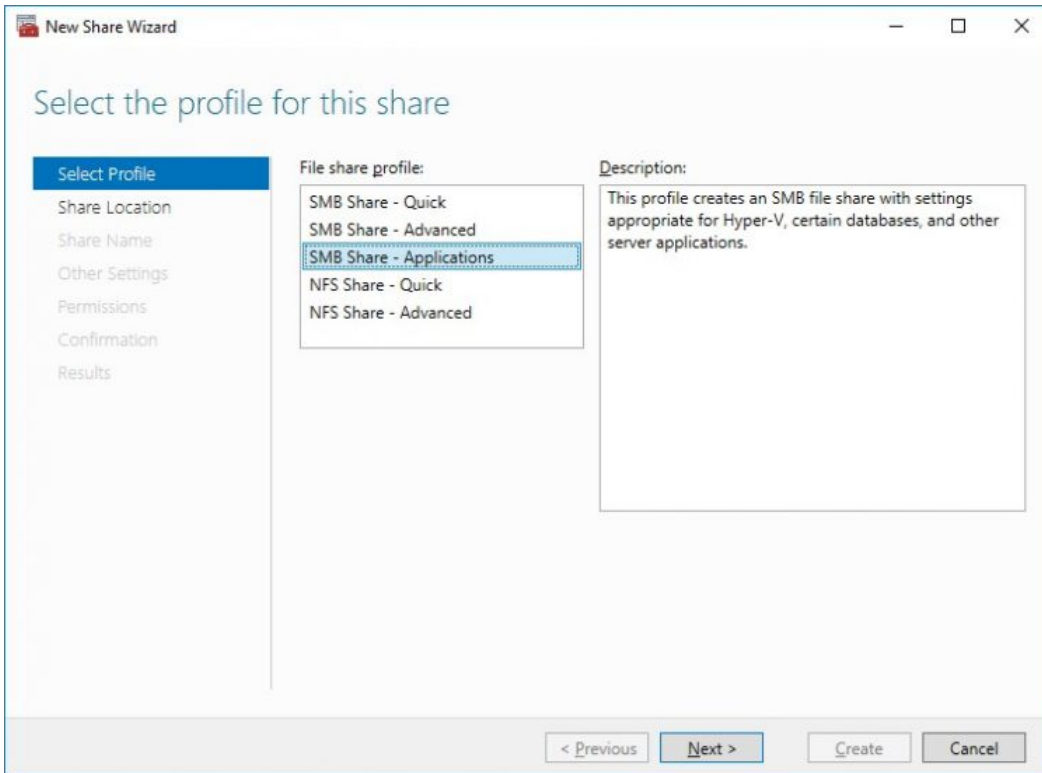 New Share Wizard
Select the profile for this share
Select Profile
Share Location
Share Name
Other Settings
Permissions
Confirmation
Results
File share profile:
SMB Share - Quick
SMB Share - Advanced
SMB Share - Applications
NFS Share - Quick
NFS Share - Advanced
Description:
This profile creates an SMB file share with settings
appropriate for Hyper-V, certain databases, and other
server applications.
< Previous
Next >
Create
Cancel